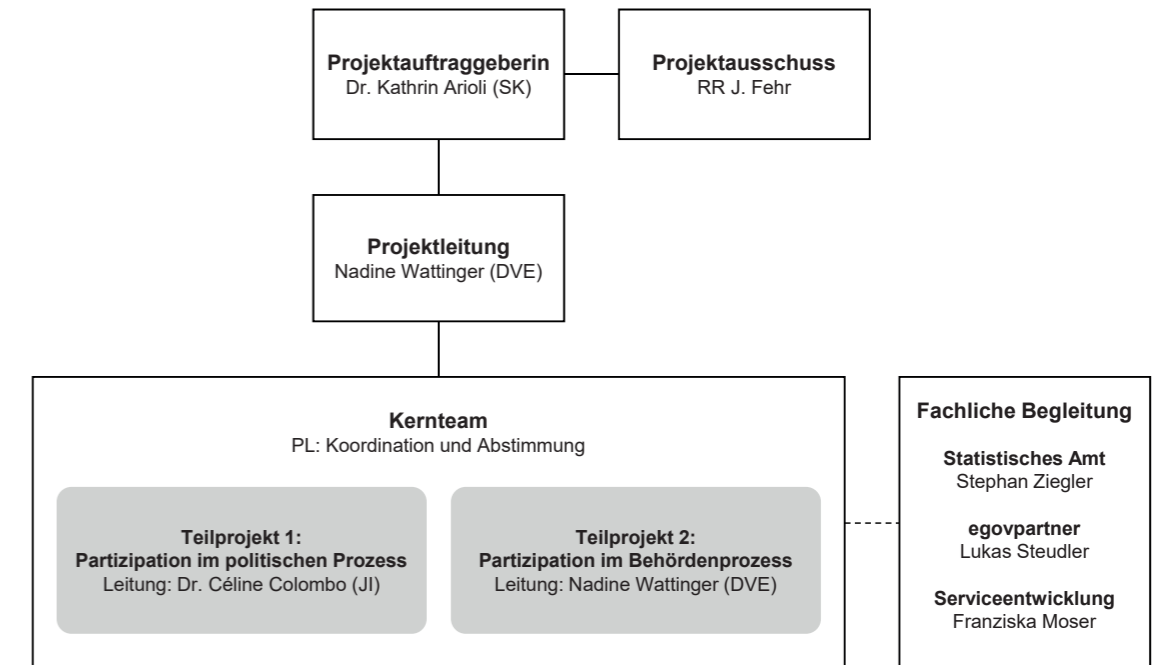 Projektauftraggeberin
Dr. Kathrin Arioli (SK)
Projektausschuss
RR J. Fehr
Projektleitung
Nadine Wattinger (DVE)
Kernteam
PL: Koordination und Abstimmung
Teilprojekt 1:
Partizipation im politischen Prozess
Leitung: Dr. Céline Colombo (JI)
Teilprojekt 2:
Partizipation im Behördenprozess
Leitung: Nadine Wattinger (DVE)
Fachliche Begleitung
Statistisches Amt
Stephan Ziegler
egovpartner
Lukas Steudler
Serviceentwicklung
Franziska Moser